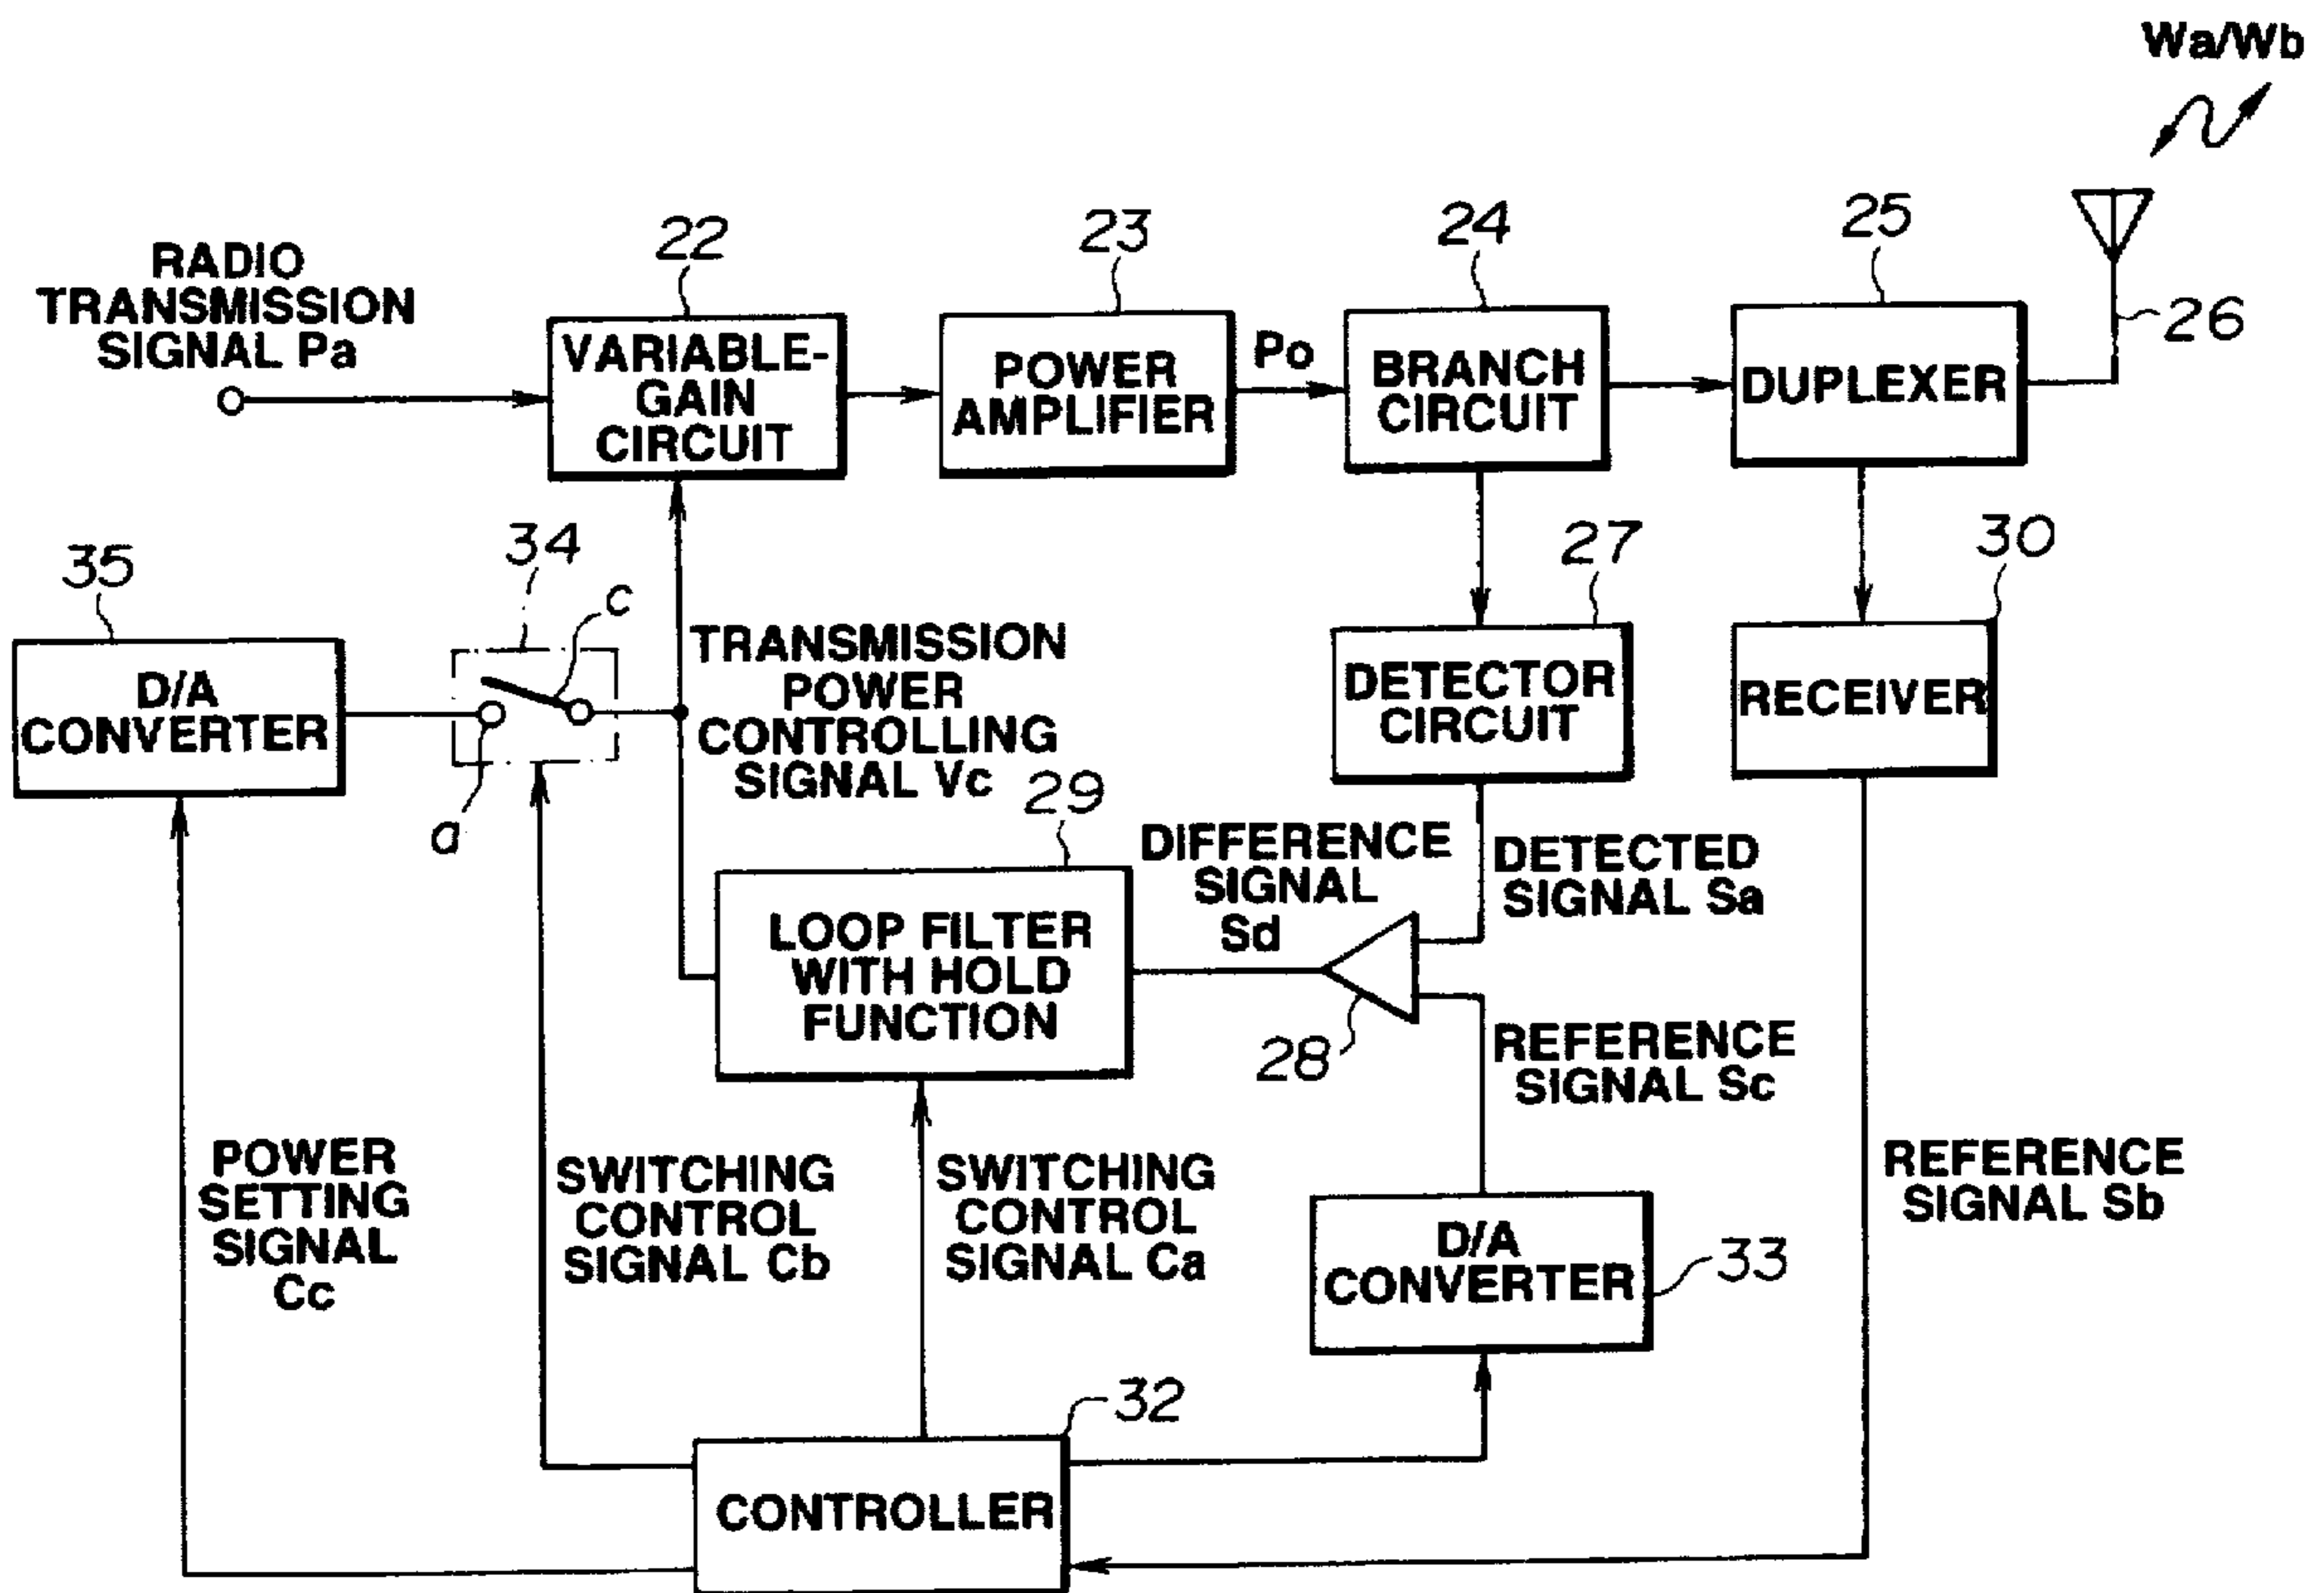 Wa/Wb
RADIO
TRANSMISSION
SIGNAL Pa
22
VARIABLE-
GAIN
CIRCUIT
23
POWER
AMPLIFIER
Po
24
BRANCH
CIRCUIT
25
DUPLEXER
26
35
D/A
CONVERTER
34
c
a
TRANSMISSION
POWER
CONTROLLING
SIGNAL Vc
27
DETECTOR
CIRCUIT
30
RECEIVER
29
LOOP FILTER
WITH HOLD
FUNCTION
DIFFERENCE
SIGNAL
Sd
DETECTED
SIGNAL Sa
28
REFERENCE
SIGNAL Sc
POWER
SETTING
SIGNAL
Cc
SWITCHING
CONTROL
SIGNAL Cb
SWITCHING
CONTROL
SIGNAL Ca
D/A
CONVERTER
33
REFERENCE
SIGNAL Sb
32
CONTROLLER